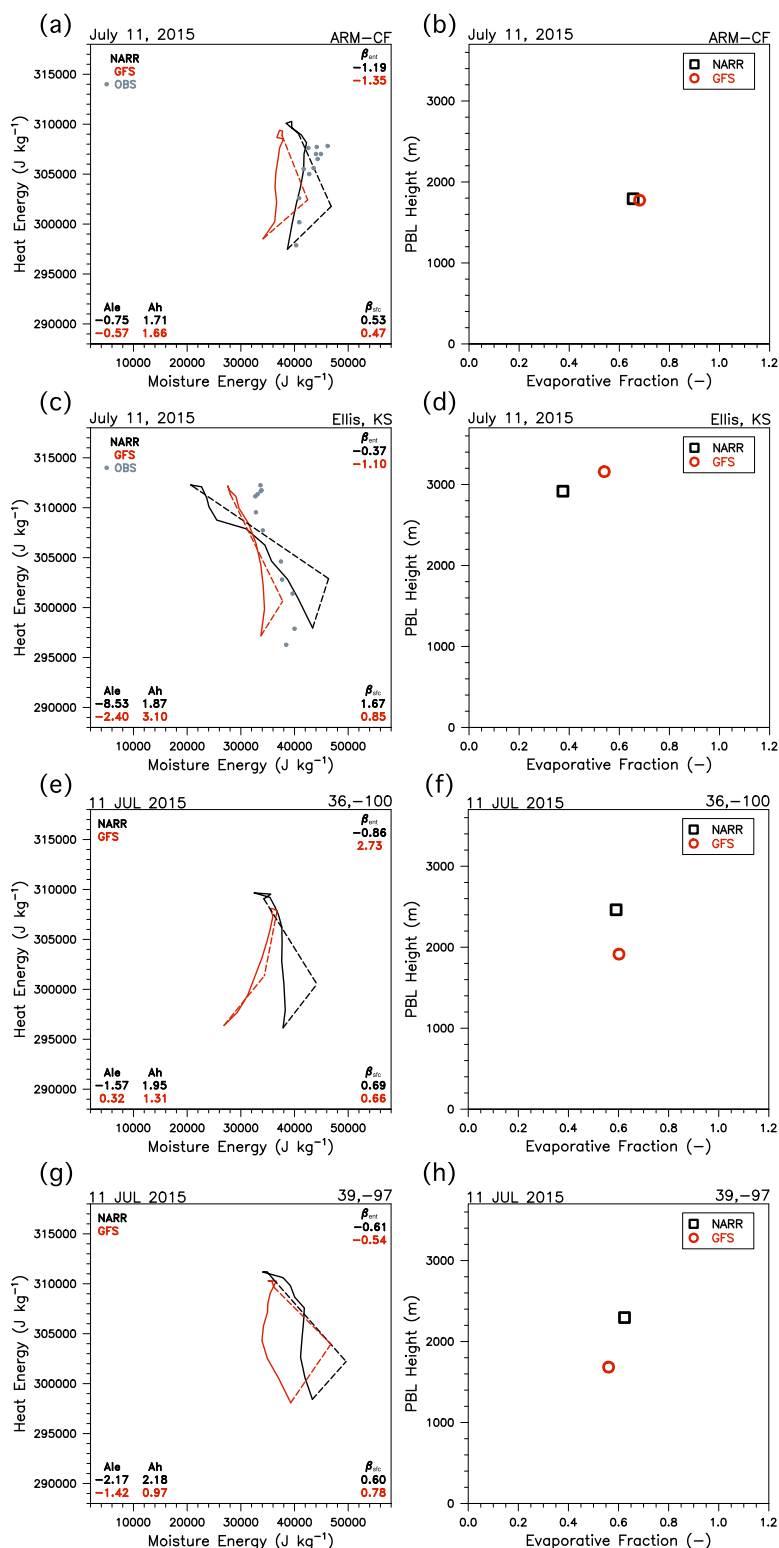 (a)
July 11, 2015 ARM−CF
NARR
GFS
OBS
βent
−1.19
−1.35
315000
310000
305000
300000
295000
290000
Heat Energy (J kg−1)
Ale Ah βsfc
−0.75 1.71 0.53
−0.57 1.66 0.47
10000 20000 30000 40000 50000
Moisture Energy (J kg−1)
(b)
July 11, 2015 ARM−CF
NARR
GFS
3000
2000
1000
0
PBL Height (m)
0.0 0.2 0.4 0.6 0.8 1.0 1.2
Evaporative Fraction (−)
(c)
July 11, 2015 Ellis, KS
NARR
GFS
OBS
βent
−0.37
−1.10
315000
310000
305000
300000
295000
290000
Heat Energy (J kg−1)
Ale Ah βsfc
−8.53 1.87 1.67
−2.40 3.10 0.85
10000 20000 30000 40000 50000
Moisture Energy (J kg−1)
(d)
July 11, 2015 Ellis, KS
NARR
GFS
3000
2000
1000
0
PBL Height (m)
0.0 0.2 0.4 0.6 0.8 1.0 1.2
Evaporative Fraction (−)
(e)
11 JUL 2015 36,−100
NARR
GFS
βent
−0.86
2.73
315000
310000
305000
300000
295000
290000
Heat Energy (J kg−1)
Ale Ah βsfc
−1.57 1.95 0.69
0.32 1.31 0.66
10000 20000 30000 40000 50000
Moisture Energy (J kg−1)
(f)
11 JUL 2015 36,−100
NARR
GFS
3000
2000
1000
0
PBL Height (m)
0.0 0.2 0.4 0.6 0.8 1.0 1.2
Evaporative Fraction (−)
(g)
11 JUL 2015 39,−97
NARR
GFS
βent
−0.61
−0.54
315000
310000
305000
300000
295000
290000
Heat Energy (J kg−1)
Ale Ah βsfc
−2.17 2.18 0.60
−1.42 0.97 0.78
10000 20000 30000 40000 50000
Moisture Energy (J kg−1)
(h)
11 JUL 2015 39,−97
NARR
GFS
3000
2000
1000
0
PBL Height (m)
0.0 0.2 0.4 0.6 0.8 1.0 1.2
Evaporative Fraction (−)